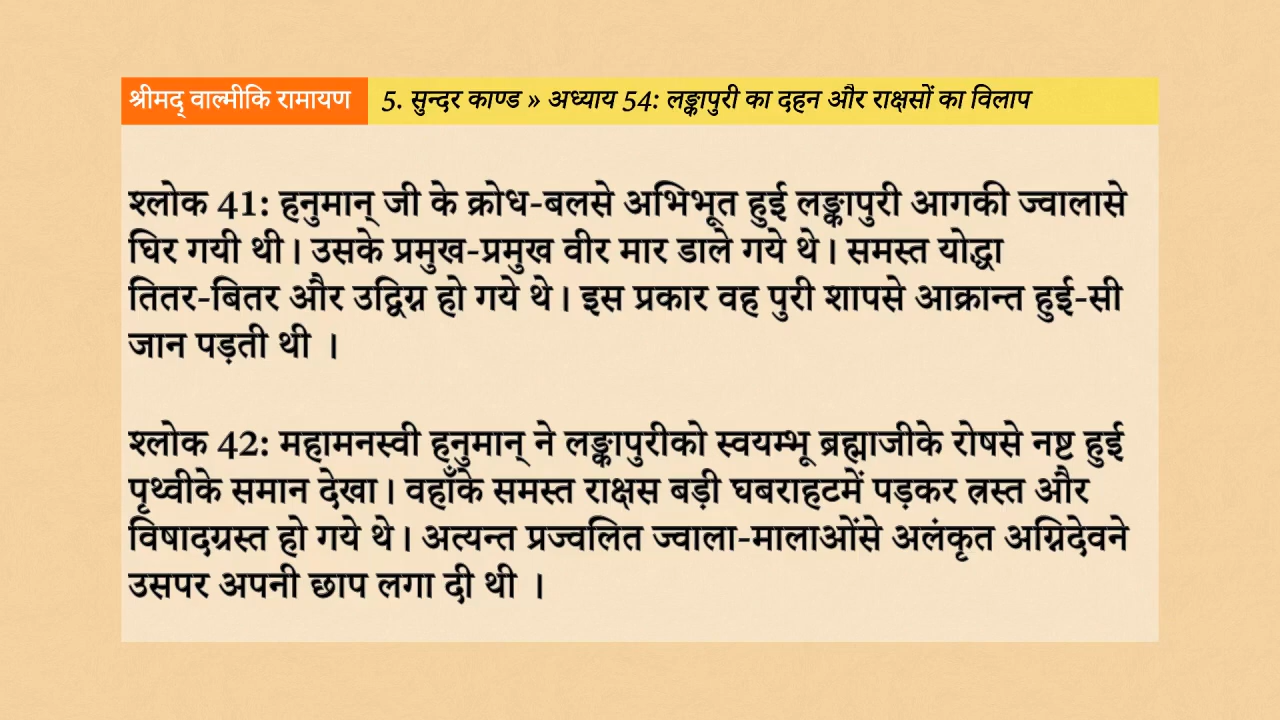 श्रीमद् वाल्मीकि रामायण 5. सुन्दर काण्ड » अध्याय 54: लङ्कापुरी का दहन और राक्षसों का विलाप
श्लोक 41: हनुमान् जी के क्रोध-बलसे अभिभूत हुई लङ्कापुरी आगकी ज्वालासे
घिर गयी थी। उसके प्रमुख-प्रमुख वीर मार डाले गये थे। समस्त योद्धा
तितर-बितर और उद्विग्न हो गये थे। इस प्रकार वह पुरी शापसे आक्रान्त हुई-सी
जान पड़ती थी ।
श्लोक 42: महामनस्वी हनुमान् ने लङ्कापुरीको स्वयम्भू ब्रह्माजीके रोषसे नष्ट हुई
पृथ्वीके समान देखा। वहाँके समस्त राक्षस बड़ी घबराहटमें पड़कर त्नस्त और
विषादग्रस्त हो गये थे। अत्यन्त प्रज्वलित ज्वाला-मालाओंसे अलंकृत अग्निदेवने
उसपर अपनी छाप लगा दी थी ।